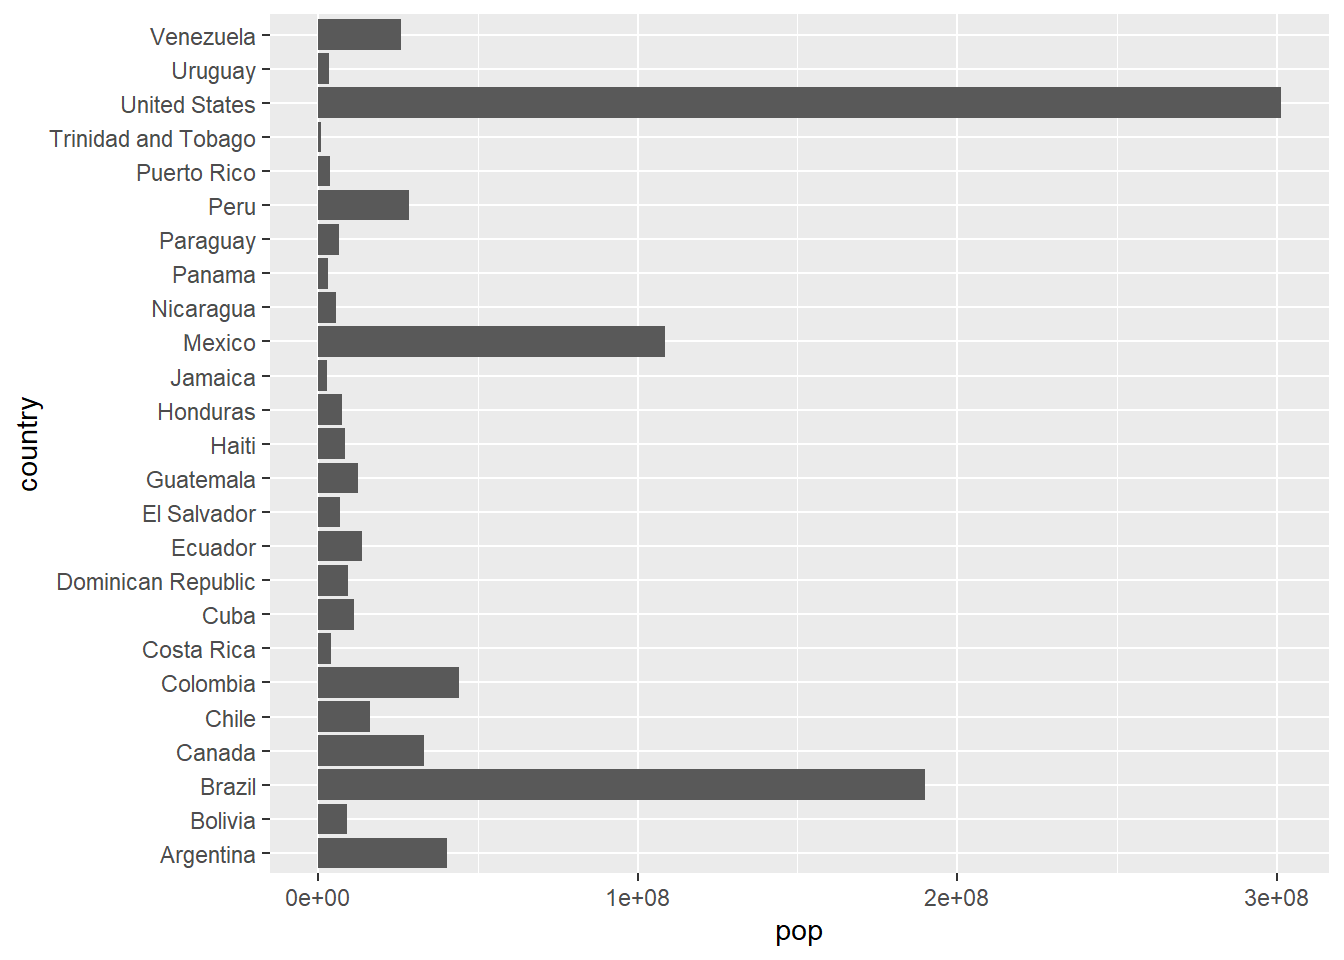 Venezuela
Uruguay
United States
Trinidad and Tobago
Puerto Rico
Peru
Paraguay
Panama
Nicaragua
Mexico
Jamaica
Honduras
Haiti
Guatemala
El Salvador
Ecuador
Dominican Republic
Cuba
Costa Rica
Colombia
Chile
Canada
Brazil
Bolivia
Argentina
country
0e+00 1e+08 2e+08 3e+08
pop